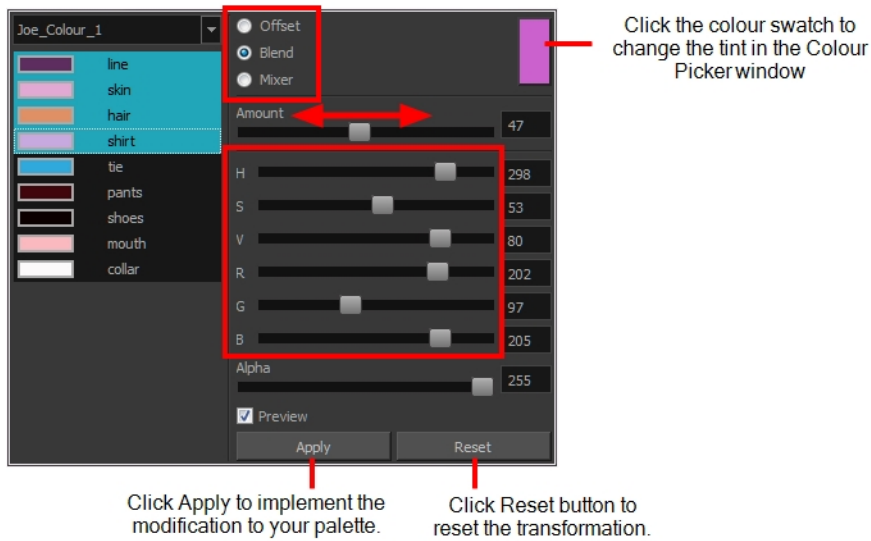 Joe_Colour_1
line
skin
hair
shirt
tie
pants
shoes
mouth
collar
Offset
Blend
Mixer
Amount
47
H
298
S
53
V
80
R
202
G
97
B
205
Alpha
255
Preview
Apply
Reset
Click the colour swatch to
change the tint in the Colour
Picker window
Click Apply to implement the
modification to your palette.
Click Reset button to
reset the transformation.